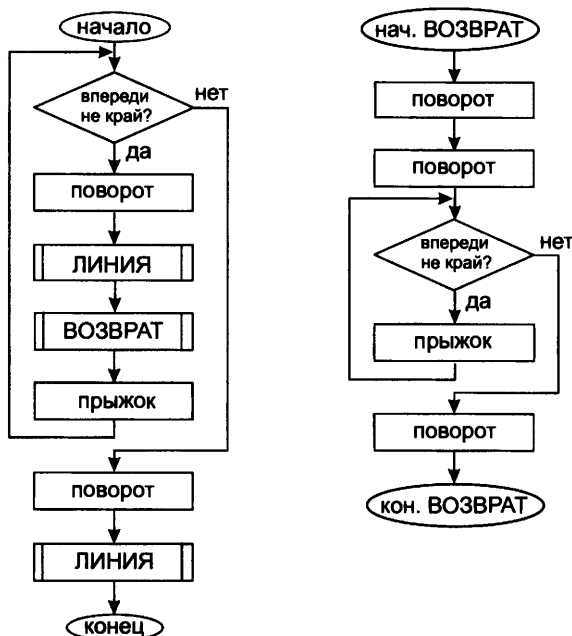 начало
впереди
не край?
нет
да
поворот
ЛИНИЯ
ВОЗВРАТ
прыжок
поворот
ЛИНИЯ
конец
нач. ВОЗВРАТ
поворот
поворот
впереди
не край?
нет
да
прыжок
поворот
кон. ВОЗВРАТ